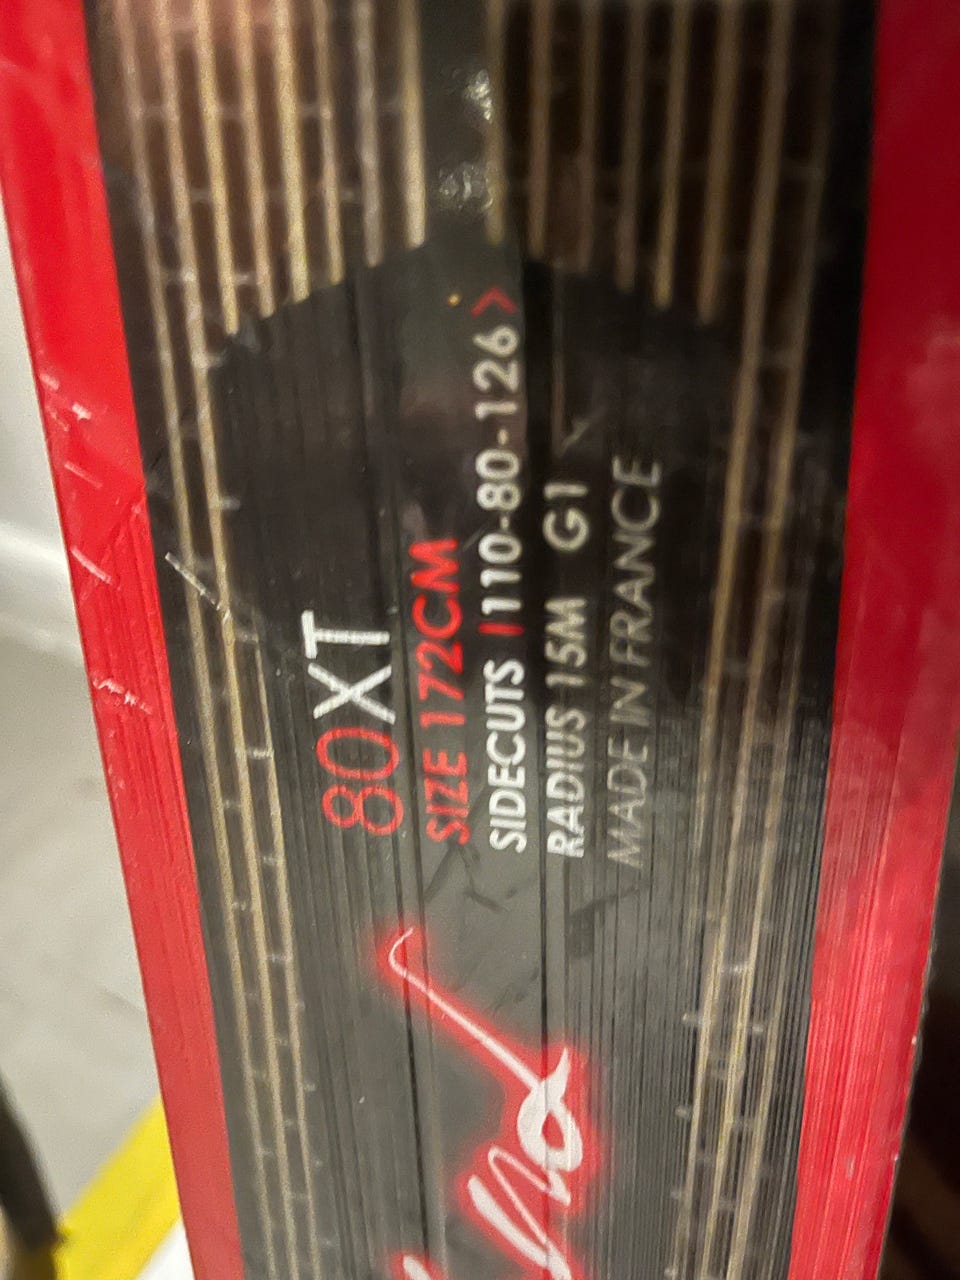 80XT
SIZE 172CM
SIDECUTS |110-80-126>
RADIUS 15M G1
MADE IN FRANCE